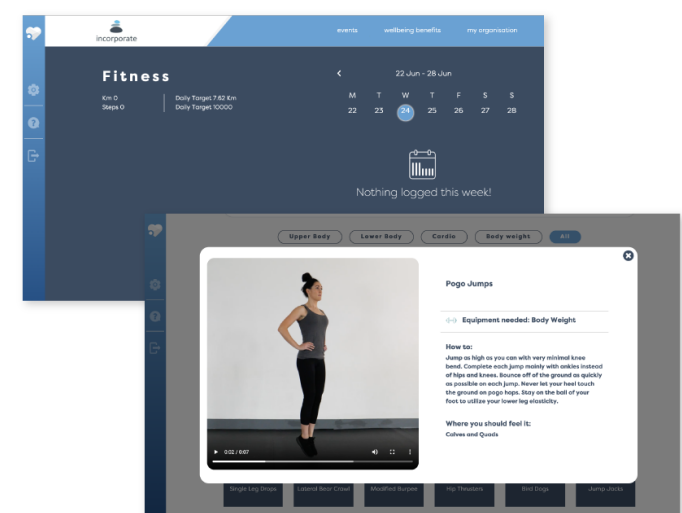 incorporate
events
wellbeing benefits
my organisation
Fitness
Km 0
Daily Target 7.62 Km
Steps 0
Daily Target 10000
22 Jun - 28 Jun
M T W T F S S
22 23 24 25 26 27 28
Nothing logged this week!
Upper Body
Lower Body
Cardio
Body weight
All
Pogo Jumps
Equipment needed: Body Weight
How to:
Jump as high as you can with very minimal knee
bend. Complete each jump mainly with ankles instead
of hips and knees. Bounce off of the ground as quickly
as possible on each jump. Never let your heel touch
the ground on pogo hops. Stay on the ball of your
foot to utilize your lower leg elasticity.
Where you should feel it:
Calves and Quads
0:02 / 0:07
Single Leg Drops
Lateral Bear Crawl
Modified Burpee
Hip Thrusters
Bird Dogs
Jump Jacks